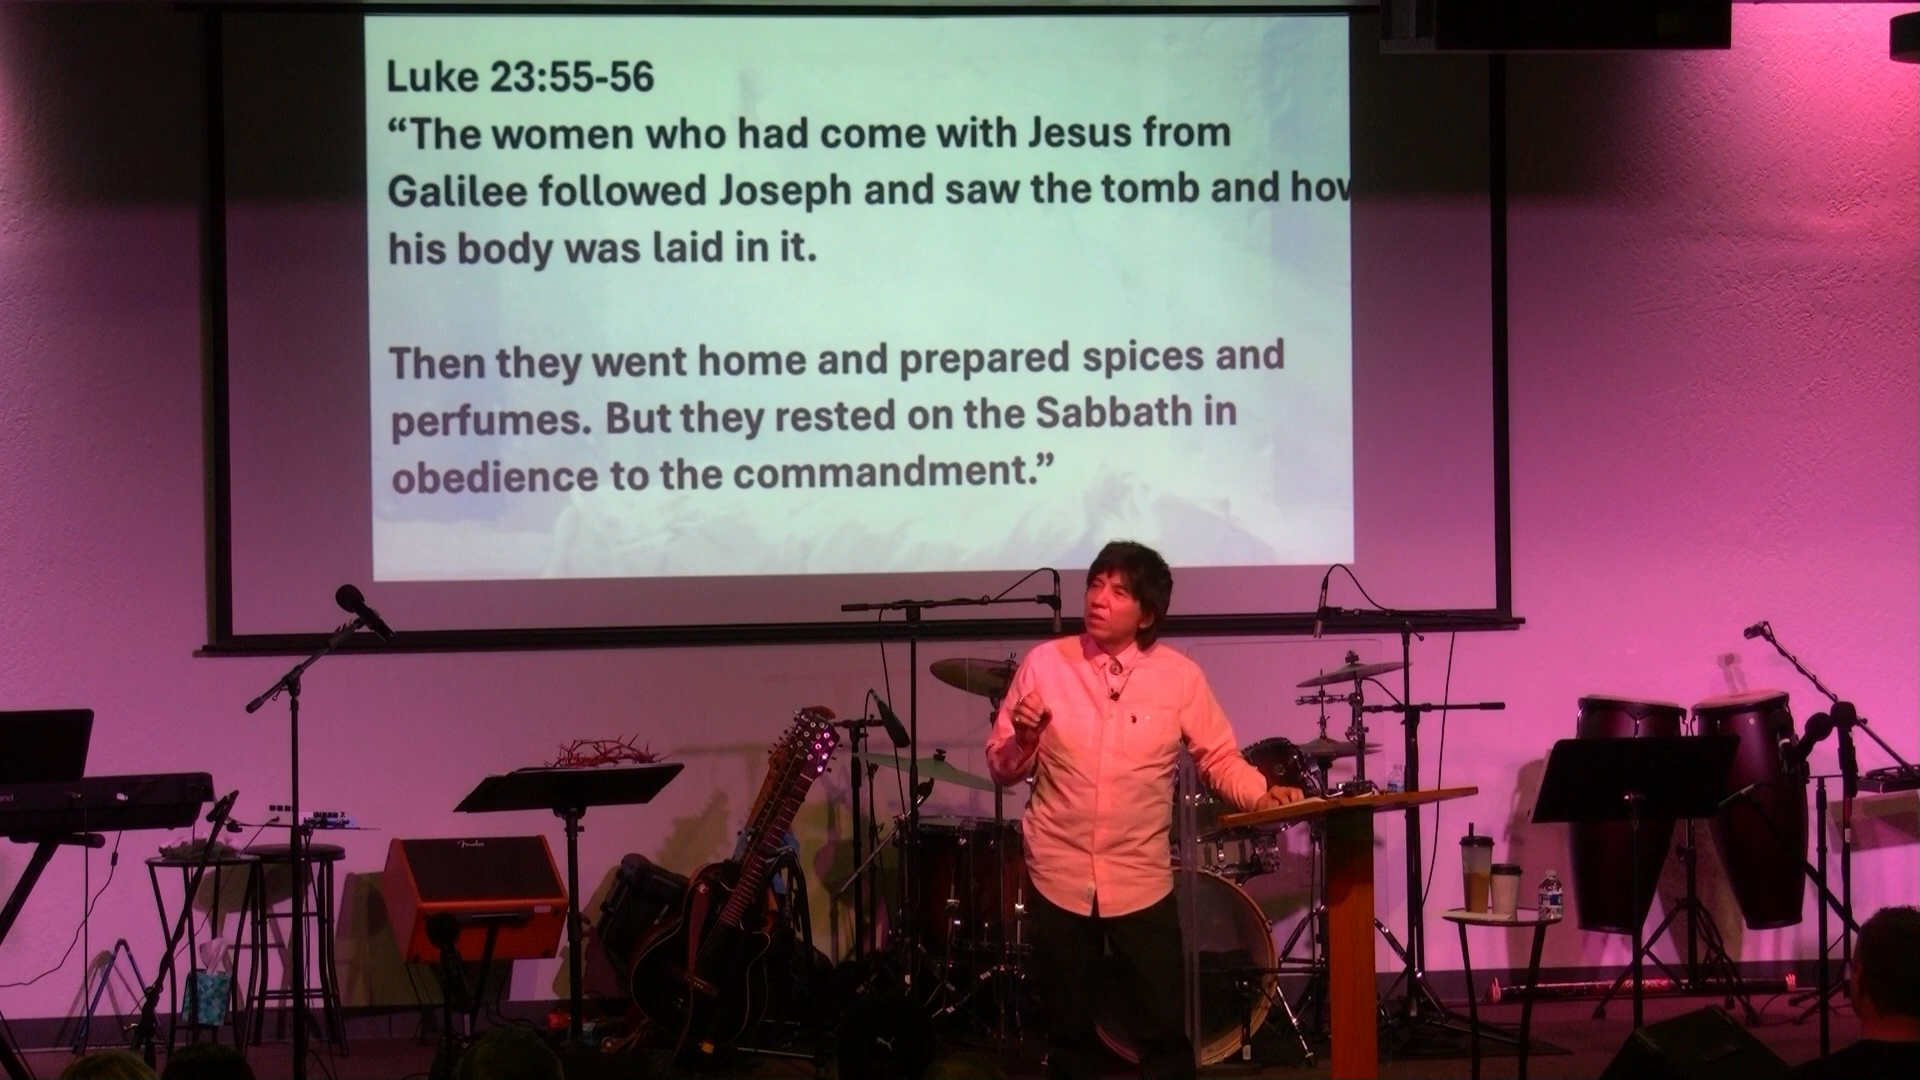 Luke 23:55-56
“The women who had come with Jesus from
Galilee followed Joseph and saw the tomb and how
his body was laid in it.
Then they went home and prepared spices and
perfumes. But they rested on the Sabbath in
obedience to the commandment.”
Fender